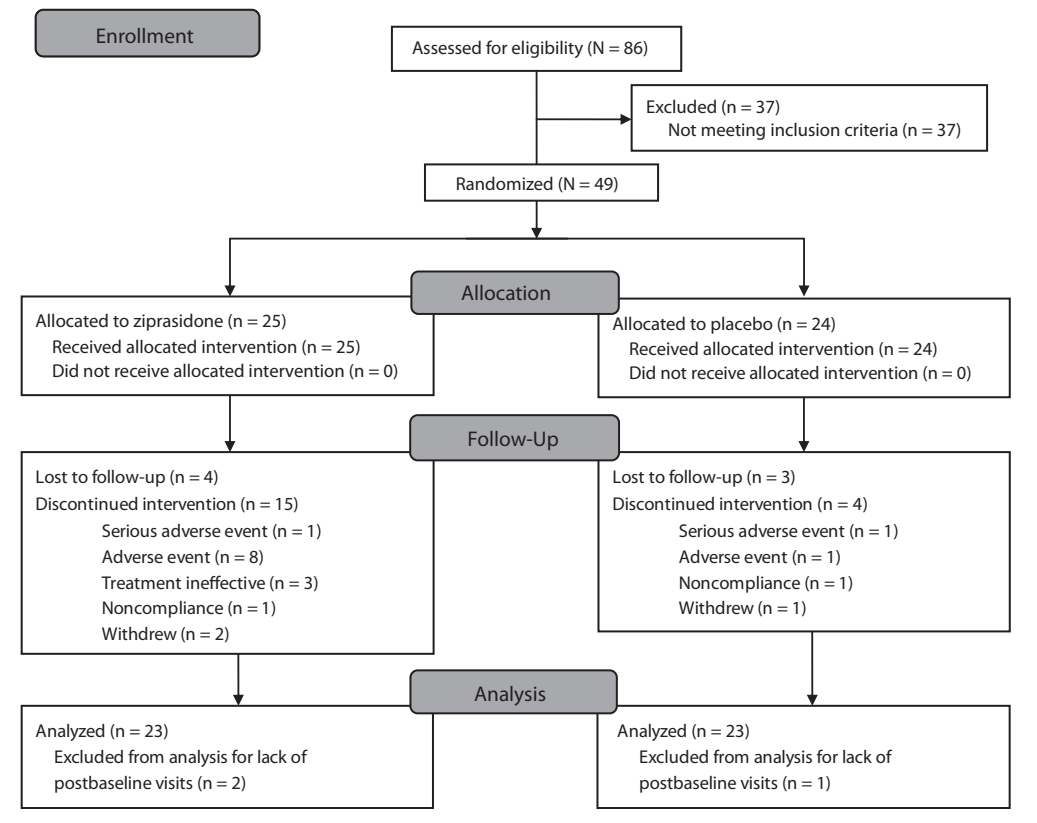 Enrollment
Assessed for eligibility (N = 86)
Excluded (n = 37)
Not meeting inclusion criteria (n = 37)
Randomized (N = 49)
Allocation
Allocated to ziprasidone (n = 25)
Received allocated intervention (n = 25)
Did not receive allocated intervention (n = 0)
Allocated to placebo (n = 24)
Received allocated intervention (n = 24)
Did not receive allocated intervention (n = 0)
Follow-Up
Lost to follow-up (n = 4)
Discontinued intervention (n = 15)
Serious adverse event (n = 1)
Adverse event (n = 8)
Treatment ineffective (n = 3)
Noncompliance (n = 1)
Withdrew (n = 2)
Lost to follow-up (n = 3)
Discontinued intervention (n = 4)
Serious adverse event (n = 1)
Adverse event (n = 1)
Noncompliance (n = 1)
Withdrew (n = 1)
Analysis
Analyzed (n = 23)
Excluded from analysis for lack of
postbaseline visits (n = 2)
Analyzed (n = 23)
Excluded from analysis for lack of
postbaseline visits (n = 1)